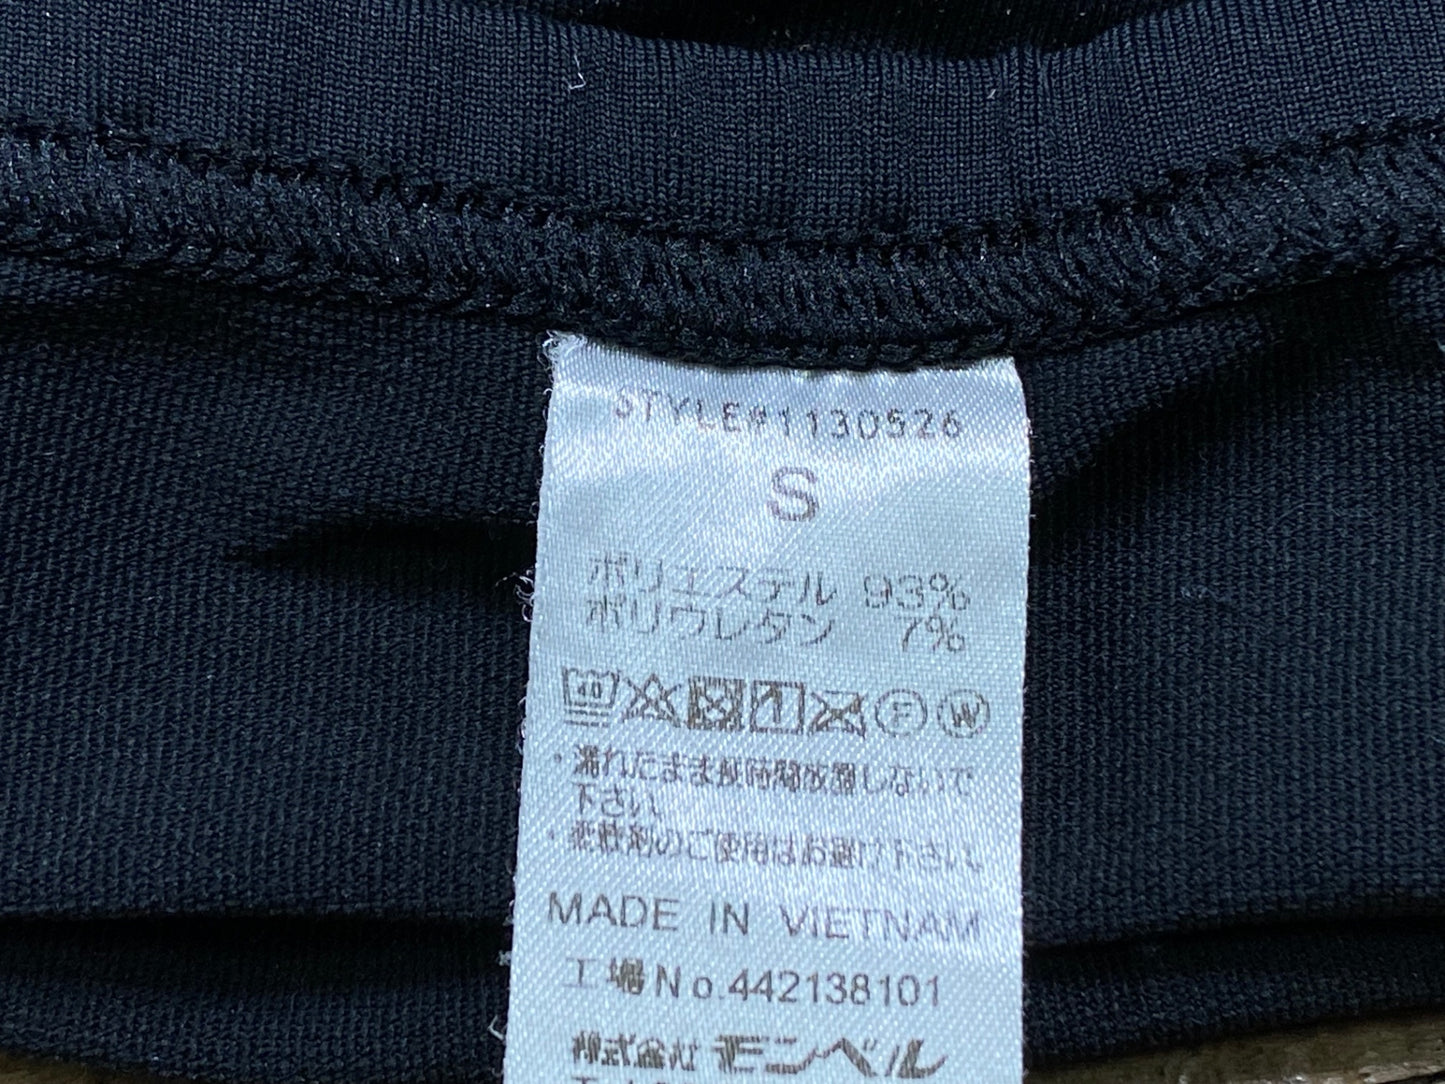 STYLE#1130526
S
ポリエステル 93%
ポリウレタン 7%
40 1 F W
・濡れたまま長時間放置しないで
下さい。
・柔軟剤のご使用はお避け下さい。
MADE IN VIETNAM
工場No.442138101
株式会社 モンベル